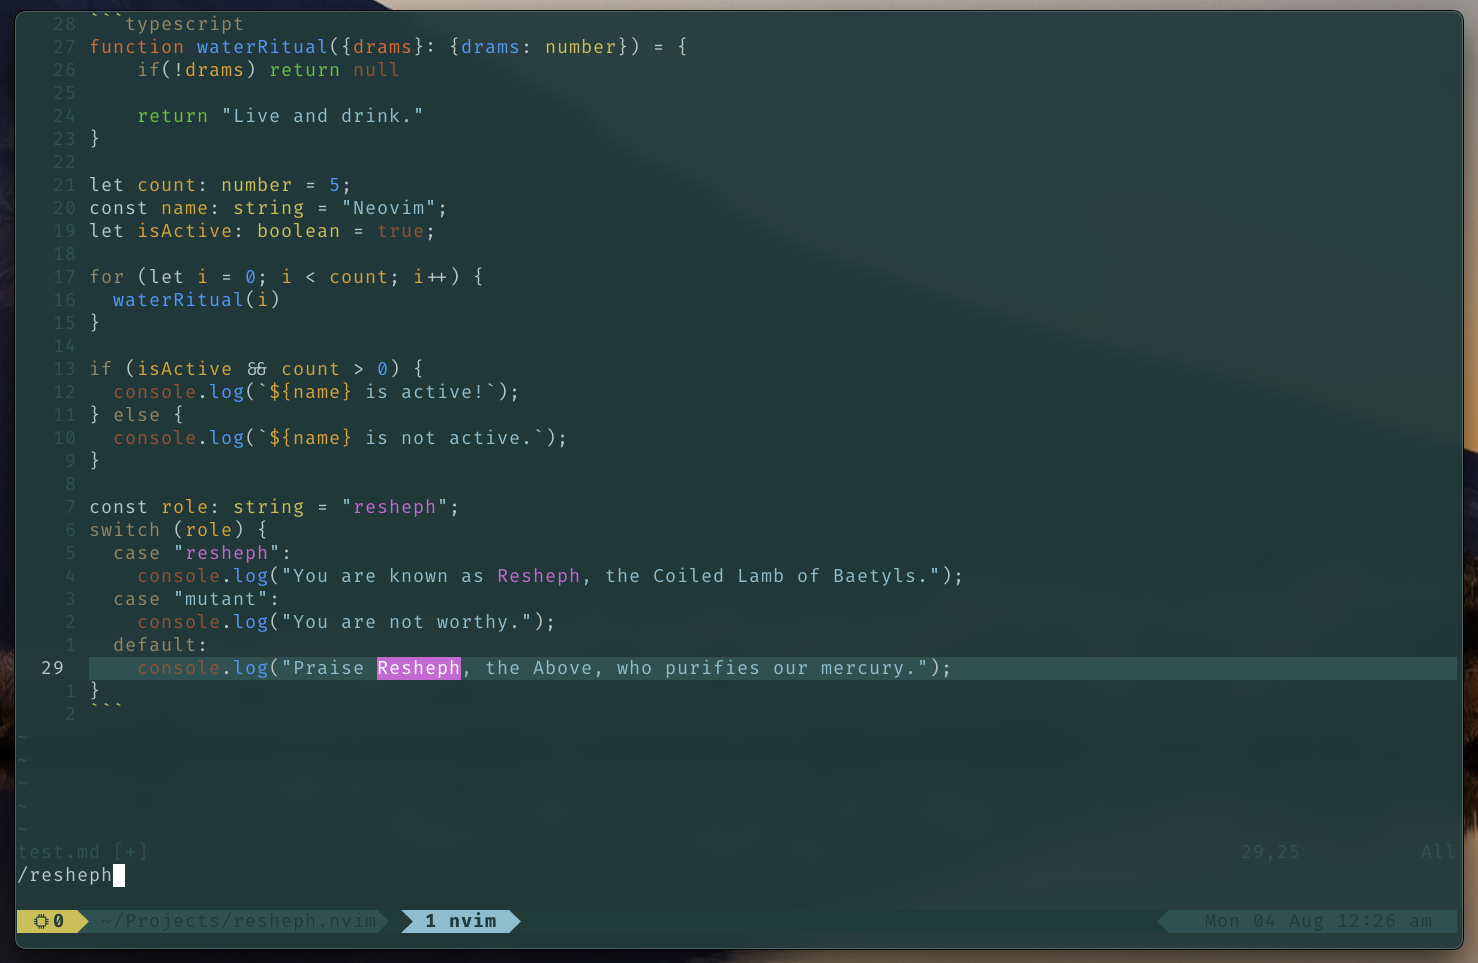 28 ```typescript
27 function waterRitual({drams}: {drams: number}) = {
26     if(!drams) return null
25
24     return "Live and drink."
23 }
22
21 let count: number = 5;
20 const name: string = "Neovim";
19 let isActive: boolean = true;
18
17 for (let i = 0; i < count; i++) {
16   waterRitual(i)
15 }
14
13 if (isActive && count > 0) {
12   console.log(`${name} is active!`);
11 } else {
10   console.log(`${name} is not active.`);
9 }
8
7 const role: string = "resheph";
6 switch (role) {
5   case "resheph":
4     console.log("You are known as Resheph, the Coiled Lamb of Baetyls.");
3   case "mutant":
2     console.log("You are not worthy.");
1   default:
29     console.log("Praise Resheph, the Above, who purifies our mercury.");
1 }
2 ```
~
~
~
~
~
test.md [+] 29,25 All
/resheph
0 ~/Projects/resheph.nvim 1 nvim Mon 04 Aug 12:26 am